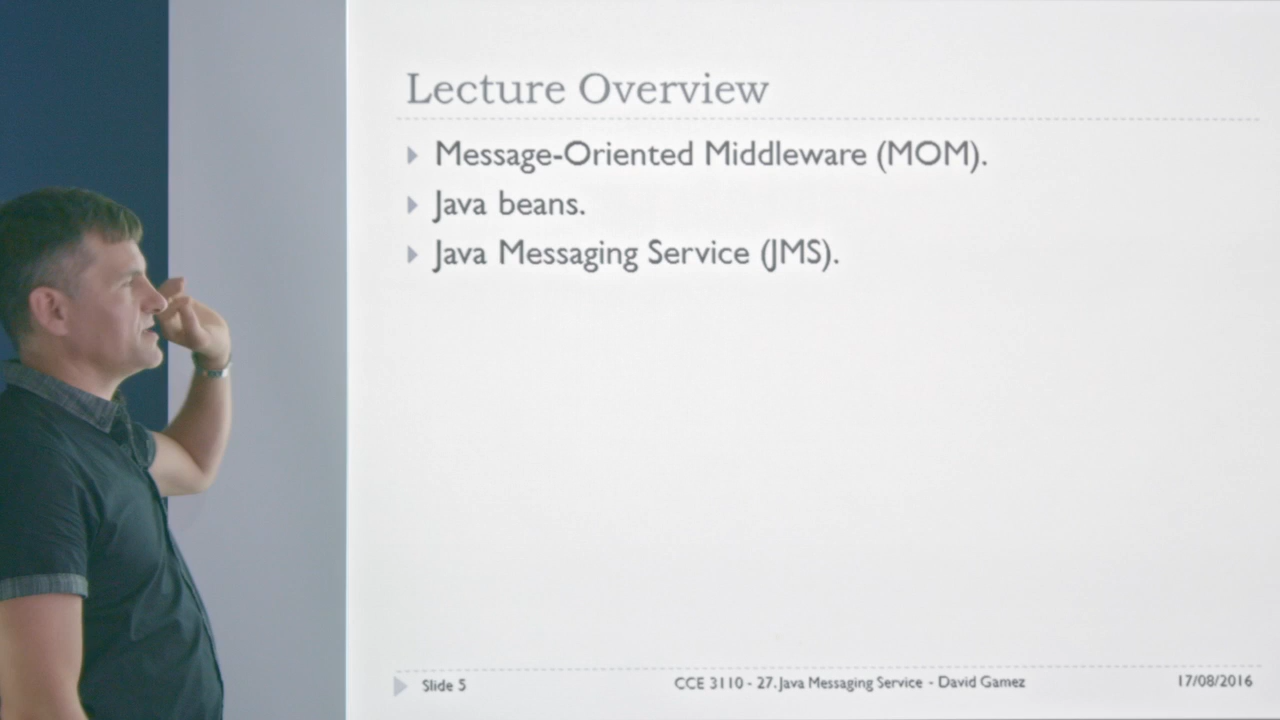 Lecture Overview
Message-Oriented Middleware (MOM).
Java beans.
Java Messaging Service (JMS).
Slide 5
CCE 3110 - 27. Java Messaging Service - David Gamez
17/08/2016